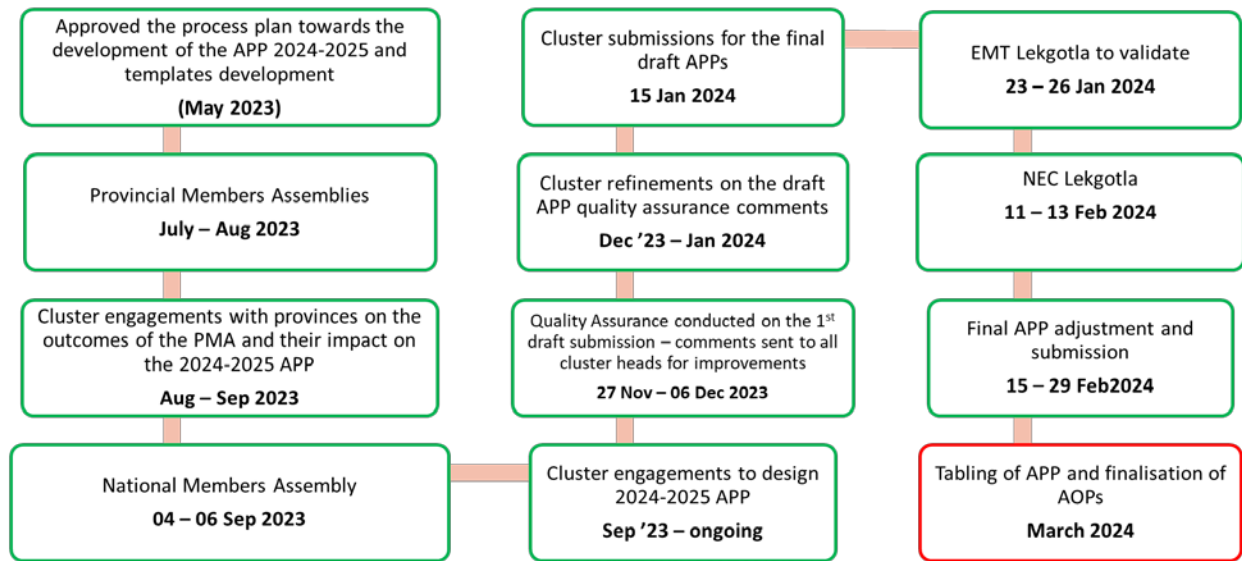 Approved the process plan towards the
development of the APP 2024-2025 and
templates development
(May 2023)
Provincial Members Assemblies
July – Aug 2023
Cluster engagements with provinces on the
outcomes of the PMA and their impact on
the 2024-2025 APP
Aug – Sep 2023
National Members Assembly
04 – 06 Sep 2023
Cluster engagements to design
2024-2025 APP
Sep ’23 – ongoing
Quality Assurance conducted on the 1st
draft submission – comments sent to all
cluster heads for improvements
27 Nov – 06 Dec 2023
Cluster refinements on the draft
APP quality assurance comments
Dec ’23 – Jan 2024
Cluster submissions for the final
draft APPs
15 Jan 2024
EMT Lekgotla to validate
23 – 26 Jan 2024
NEC Lekgotla
11 – 13 Feb 2024
Final APP adjustment and
submission
15 – 29 Feb2024
Tabling of APP and finalisation of
AOPs
March 2024